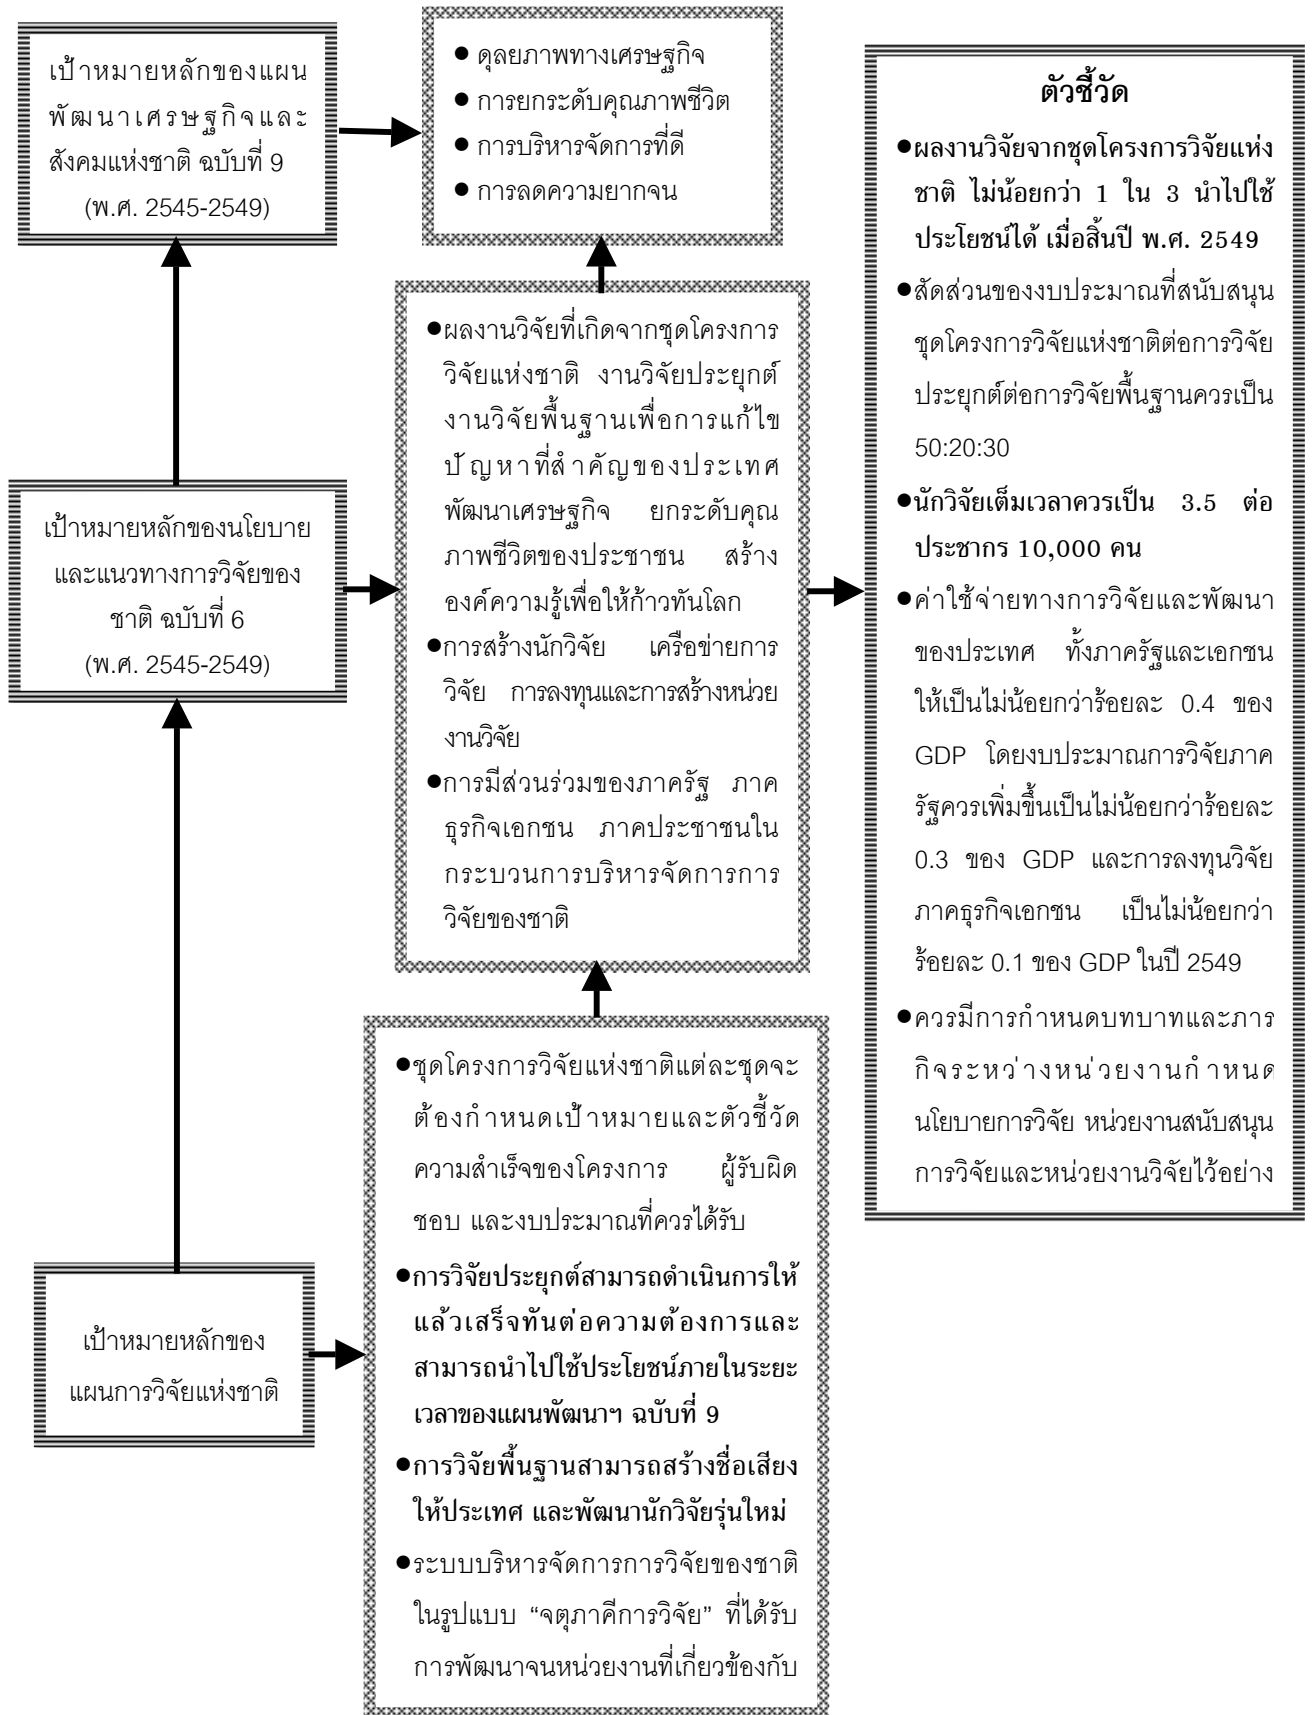 เป้าหมายหลักของแผน
พัฒนาเศรษฐกิจและ
สังคมแห่งชาติ ฉบับที่ 9
(พ.ศ. 2545-2549)
● ดุลยภาพทางเศรษฐกิจ
● การยกระดับคุณภาพชีวิต
● การบริหารจัดการที่ดี
● การลดความยากจน
เป้าหมายหลักของนโยบาย
และแนวทางการวิจัยของ
ชาติ ฉบับที่ 6
(พ.ศ. 2545-2549)
●ผลงานวิจัยที่เกิดจากชุดโครงการ
วิจัยแห่งชาติ งานวิจัยประยุกต์
งานวิจัยพื้นฐานเพื่อการแก้ไข
ปัญหาที่สำคัญของประเทศ
พัฒนาเศรษฐกิจ ยกระดับคุณ
ภาพชีวิตของประชาชน สร้าง
องค์ความรู้เพื่อให้ก้าวทันโลก
●การสร้างนักวิจัย เครือข่ายการ
วิจัย การลงทุนและการสร้างหน่วย
งานวิจัย
●การมีส่วนร่วมของภาครัฐ ภาค
ธุรกิจเอกชน ภาคประชาชนใน
กระบวนการบริหารจัดการการ
วิจัยของชาติ
ตัวชี้วัด
●ผลงานวิจัยจากชุดโครงการวิจัยแห่ง
ชาติ ไม่น้อยกว่า 1 ใน 3 นำไปใช้
ประโยชน์ได้ เมื่อสิ้นปี พ.ศ. 2549
●สัดส่วนของงบประมาณที่สนับสนุน
ชุดโครงการวิจัยแห่งชาติต่อการวิจัย
ประยุกต์ต่อการวิจัยพื้นฐานควรเป็น
50:20:30
●นักวิจัยเต็มเวลาควรเป็น 3.5 ต่อ
ประชากร 10,000 คน
●ค่าใช้จ่ายทางการวิจัยและพัฒนา
ของประเทศ ทั้งภาครัฐและเอกชน
ให้เป็นไม่น้อยกว่าร้อยละ 0.4 ของ
GDP โดยงบประมาณการวิจัยภาค
รัฐควรเพิ่มขึ้นเป็นไม่น้อยกว่าร้อยละ
0.3 ของ GDP และการลงทุนวิจัย
ภาคธุรกิจเอกชน เป็นไม่น้อยกว่า
ร้อยละ 0.1 ของ GDP ในปี 2549
●ควรมีการกำหนดบทบาทและภาร
กิจระหว่างหน่วยงานกำหนด
นโยบายการวิจัย หน่วยงานสนับสนุน
การวิจัยและหน่วยงานวิจัยไว้อย่าง
เป้าหมายหลักของ
แผนการวิจัยแห่งชาติ
●ชุดโครงการวิจัยแห่งชาติแต่ละชุดจะ
ต้องกำหนดเป้าหมายและตัวชี้วัด
ความสำเร็จของโครงการ ผู้รับผิด
ชอบ และงบประมาณที่ควรได้รับ
●การวิจัยประยุกต์สามารถดำเนินการให้
แล้วเสร็จทันต่อความต้องการและ
สามารถนำไปใช้ประโยชน์ภายในระยะ
เวลาของแผนพัฒนาฯ ฉบับที่ 9
●การวิจัยพื้นฐานสามารถสร้างชื่อเสียง
ให้ประเทศ และพัฒนานักวิจัยรุ่นใหม่
●ระบบบริหารจัดการการวิจัยของชาติ
ในรูปแบบ “จตุภาคีการวิจัย” ที่ได้รับ
การพัฒนาจนหน่วยงานที่เกี่ยวข้องกับ